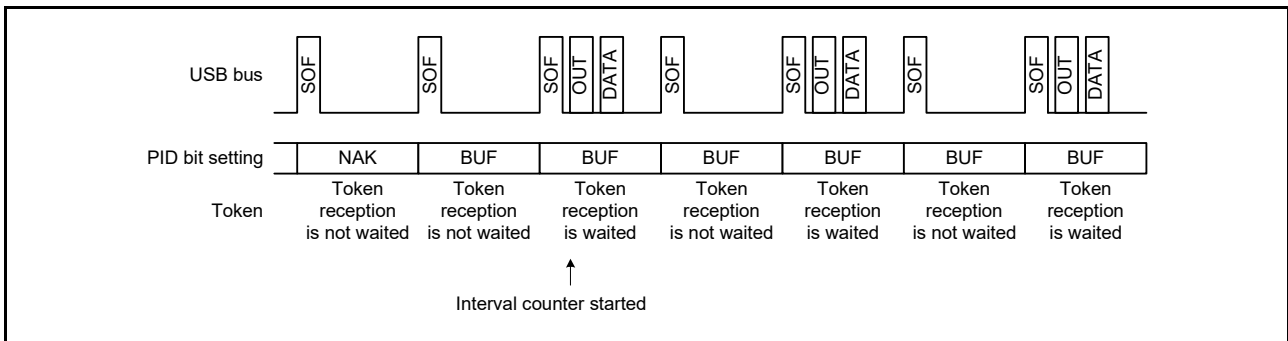 USB bus
SOF SOF SOF OUT DATA SOF SOF OUT DATA SOF SOF OUT DATA
PID bit setting NAK BUF BUF BUF BUF BUF BUF
Token
Token reception is not waited
Token reception is not waited
Token reception is waited
Token reception is not waited
Token reception is waited
Token reception is not waited
Token reception is waited
Interval counter started